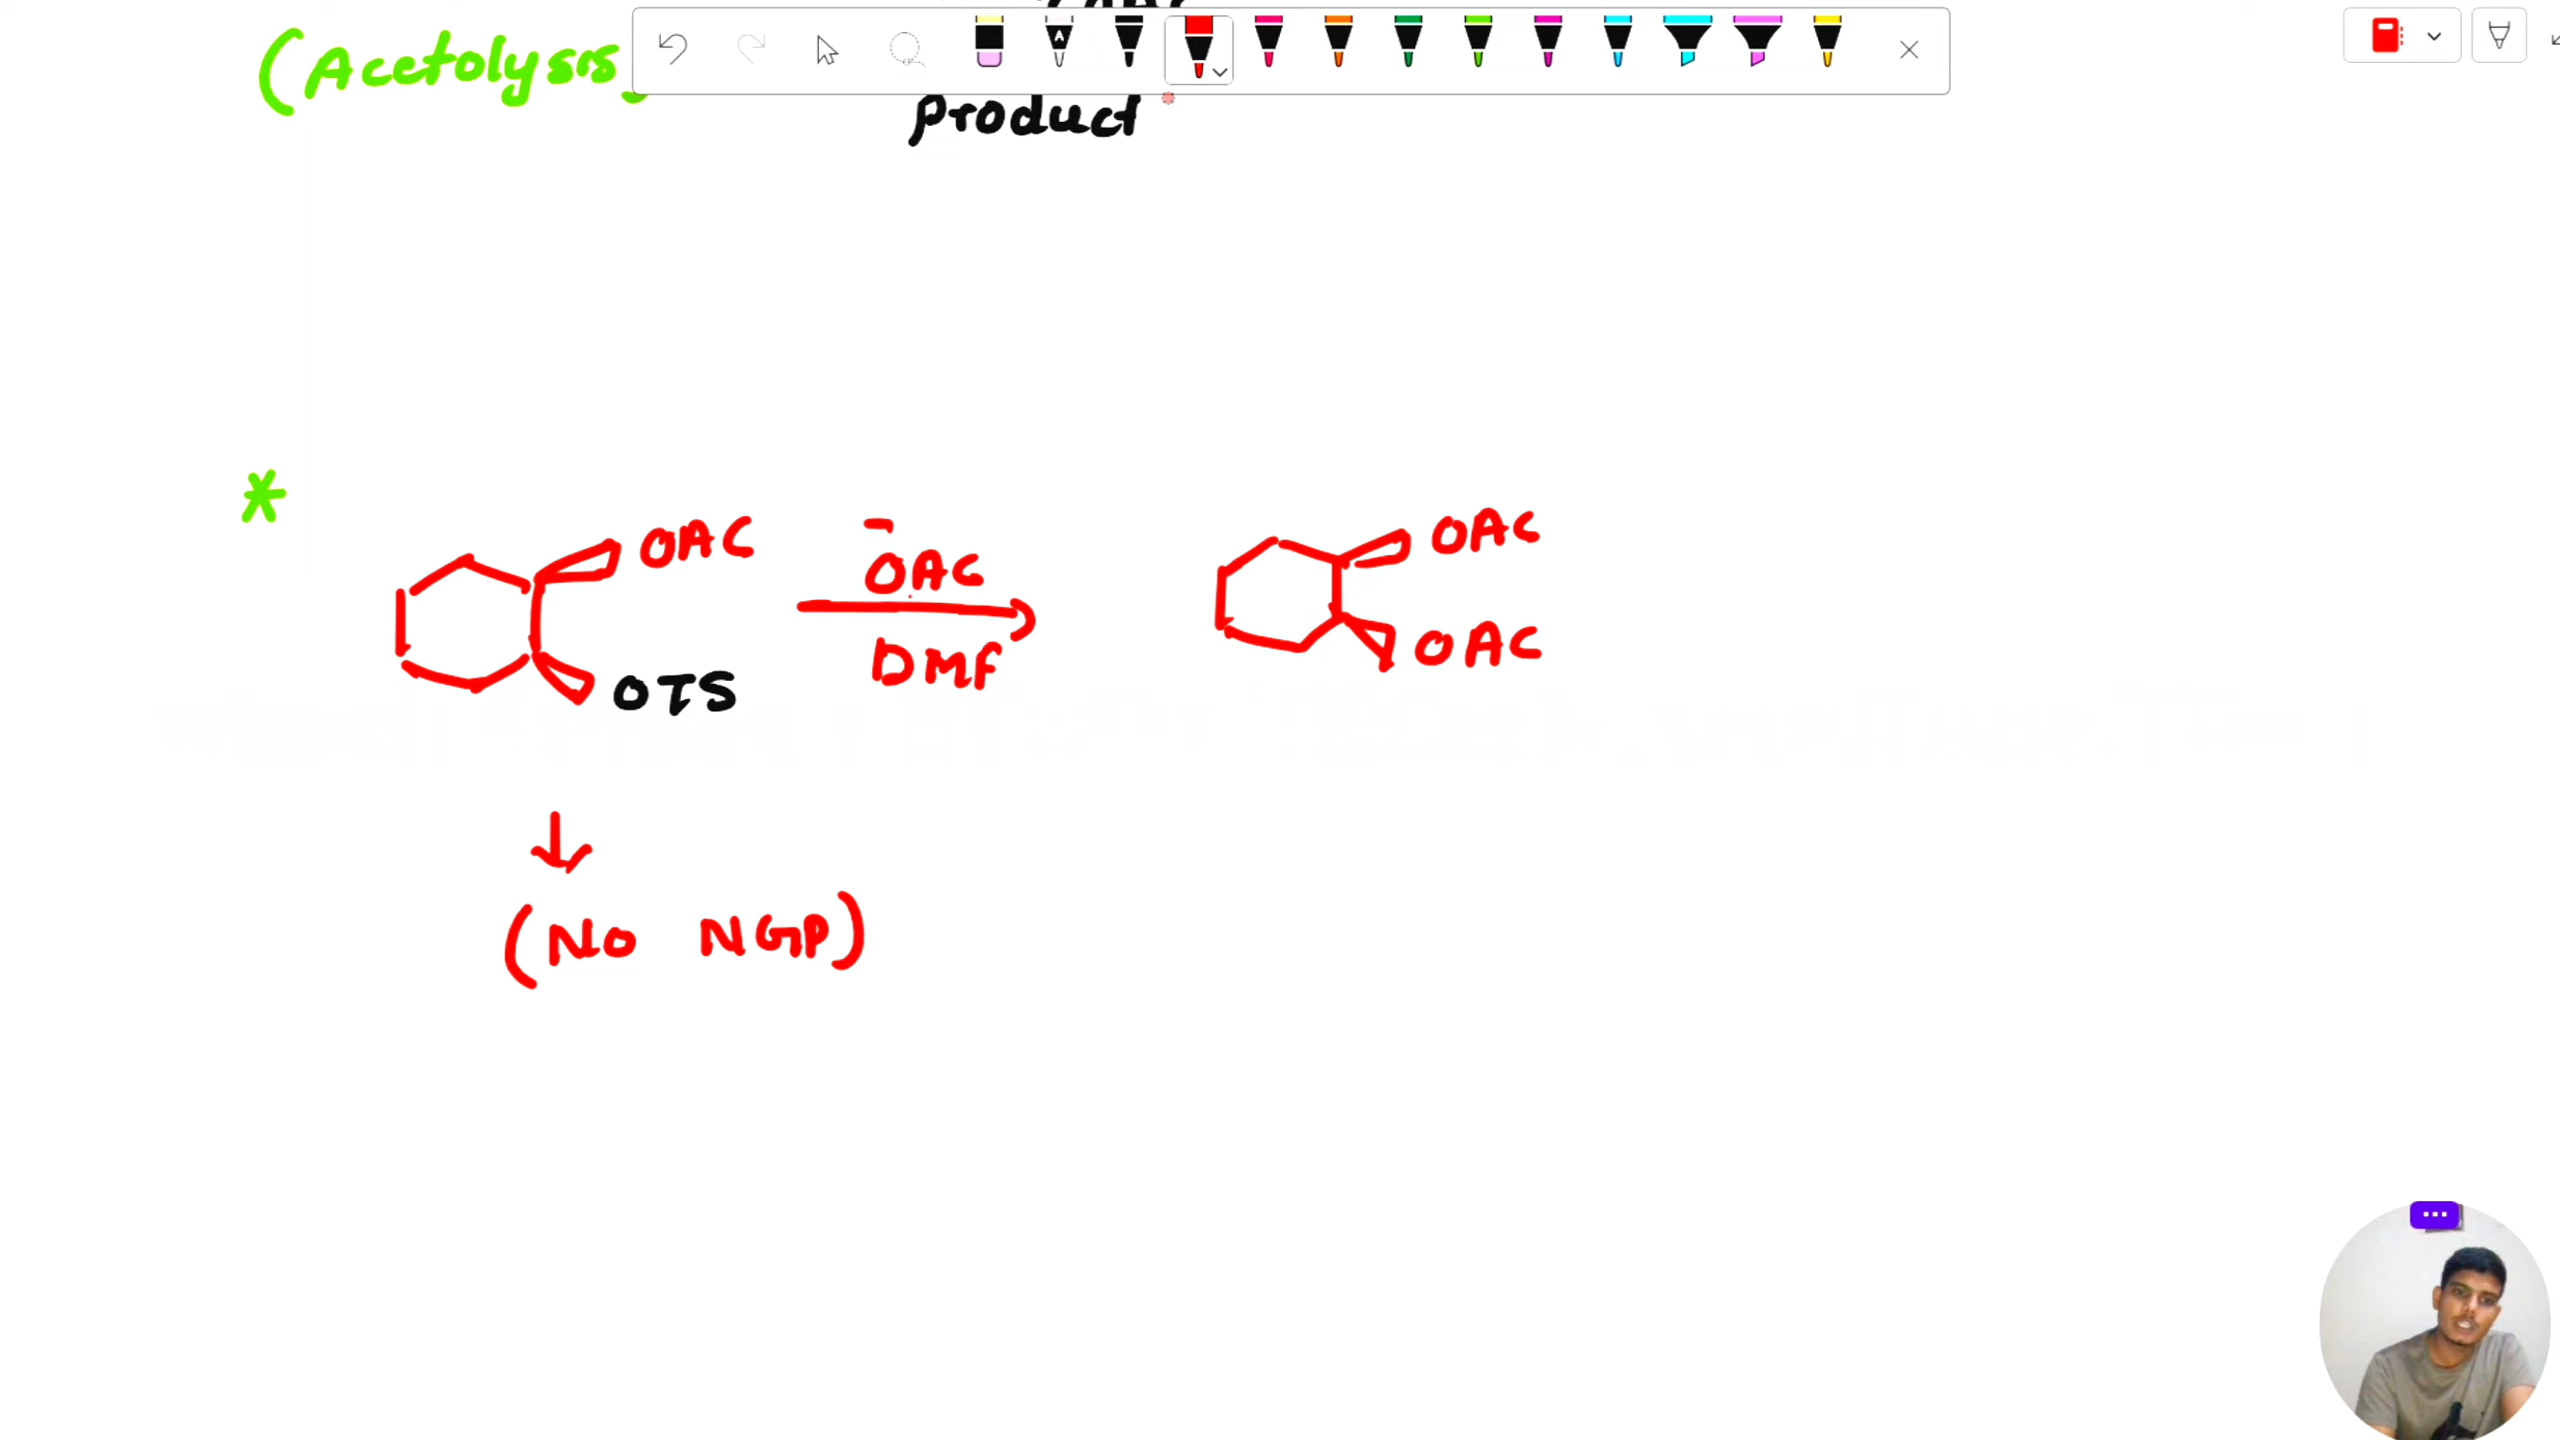 (Acetolysis)
product
*
OAC
OTS
-
OAC
DMF
OAC
OAC
↓
(NO NGP)